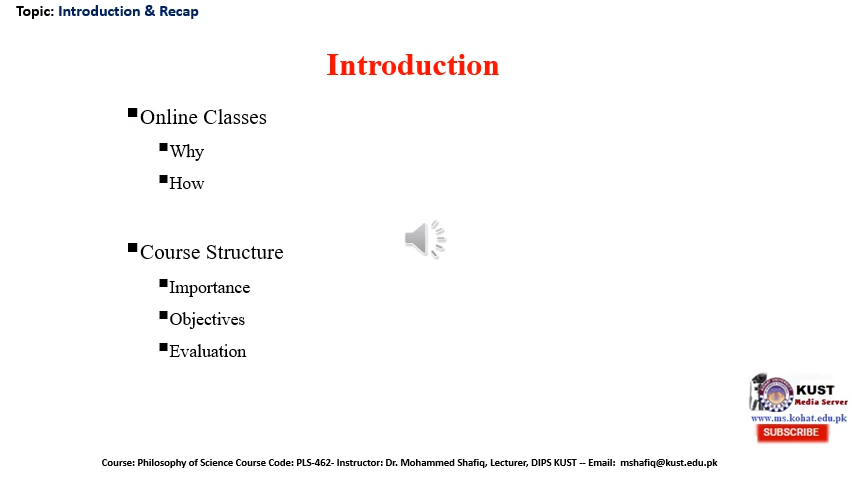 Topic: Introduction & Recap
Introduction
Online Classes
Why
How
Course Structure
Importance
Objectives
Evaluation
KUST
Media Server
www.ms.kohat.edu.pk
SUBSCRIBE
Course: Philosophy of Science Course Code: PLS-462- Instructor: Dr. Mohammed Shafiq, Lecturer, DIPS KUST -- Email: mshafiq@kust.edu.pk